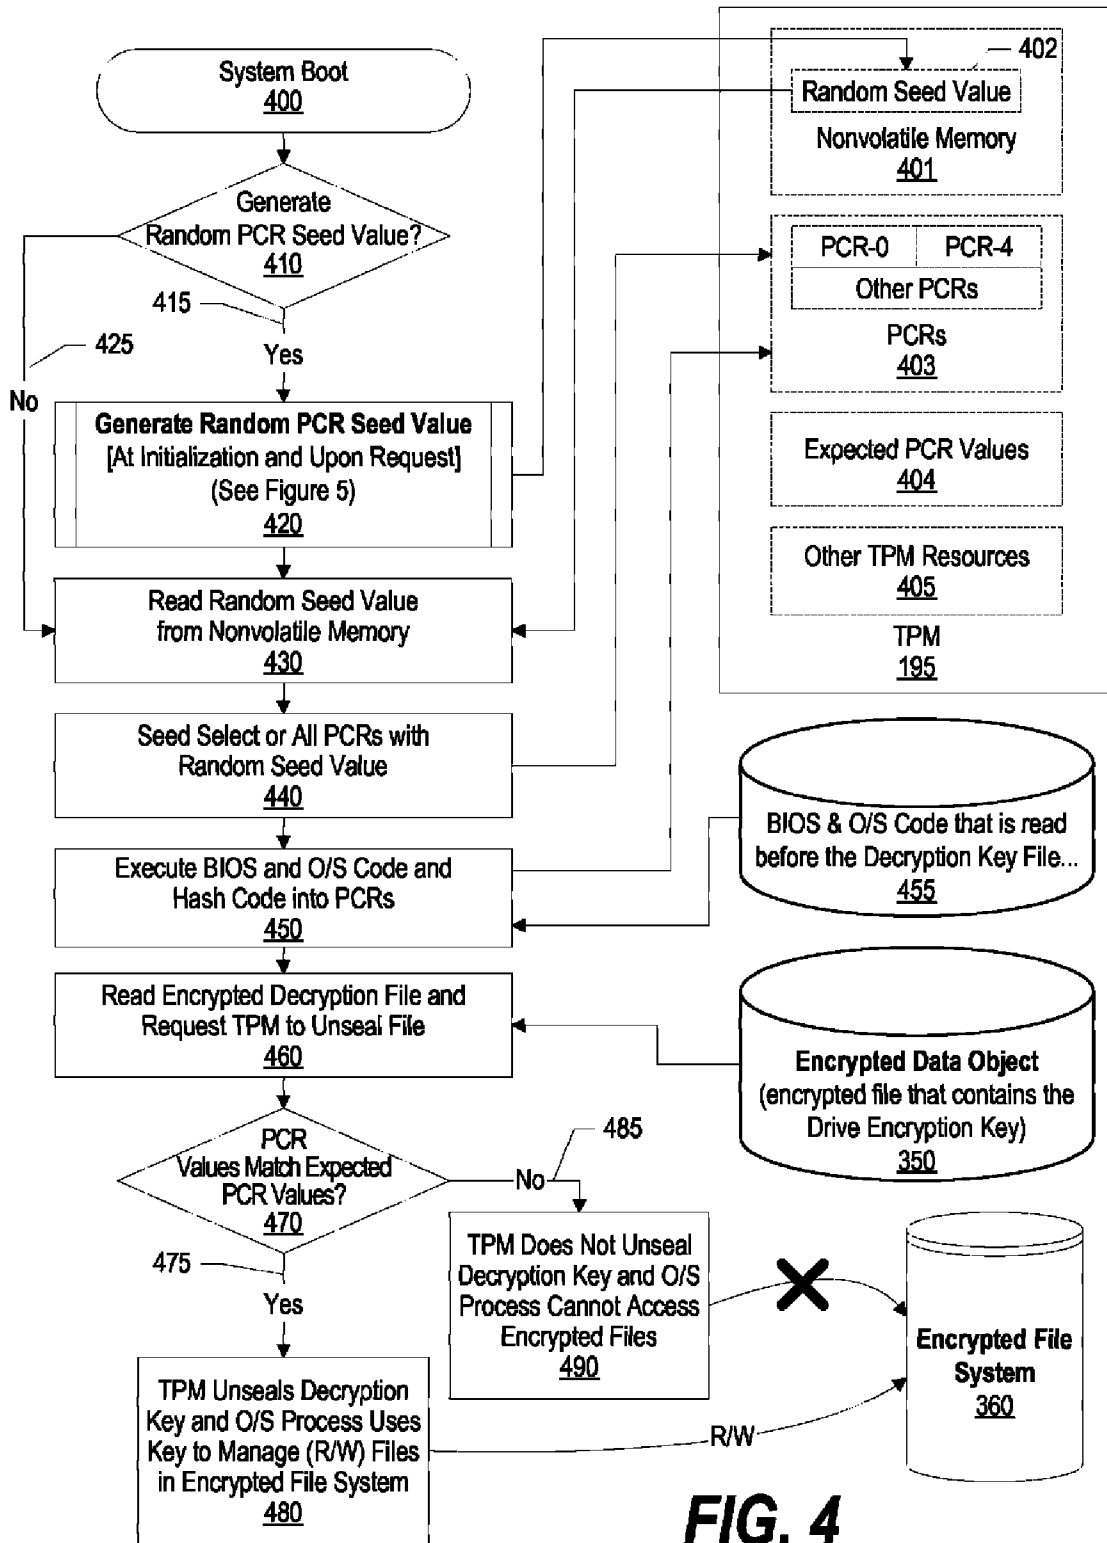 System Boot
400
Generate
Random PCR Seed Value?
410
415
425
Yes
No
Generate Random PCR Seed Value
[At Initialization and Upon Request]
(See Figure 5)
420
Read Random Seed Value
from Nonvolatile Memory
430
Seed Select or All PCRs with
Random Seed Value
440
Execute BIOS and O/S Code and
Hash Code into PCRs
450
Read Encrypted Decryption File and
Request TPM to Unseal File
460
PCR
Values Match Expected
PCR Values?
470
485
No
475
Yes
TPM Does Not Unseal
Decryption Key and O/S
Process Cannot Access
Encrypted Files
490
TPM Unseals Decryption
Key and O/S Process Uses
Key to Manage (R/W) Files
in Encrypted File System
480
R/W
402
Random Seed Value
Nonvolatile Memory
401
PCR-0
PCR-4
Other PCRs
PCRs
403
Expected PCR Values
404
Other TPM Resources
405
TPM
195
BIOS & O/S Code that is read
before the Decryption Key File...
455
Encrypted Data Object
(encrypted file that contains the
Drive Encryption Key)
350
Encrypted File
System
360
FIG. 4